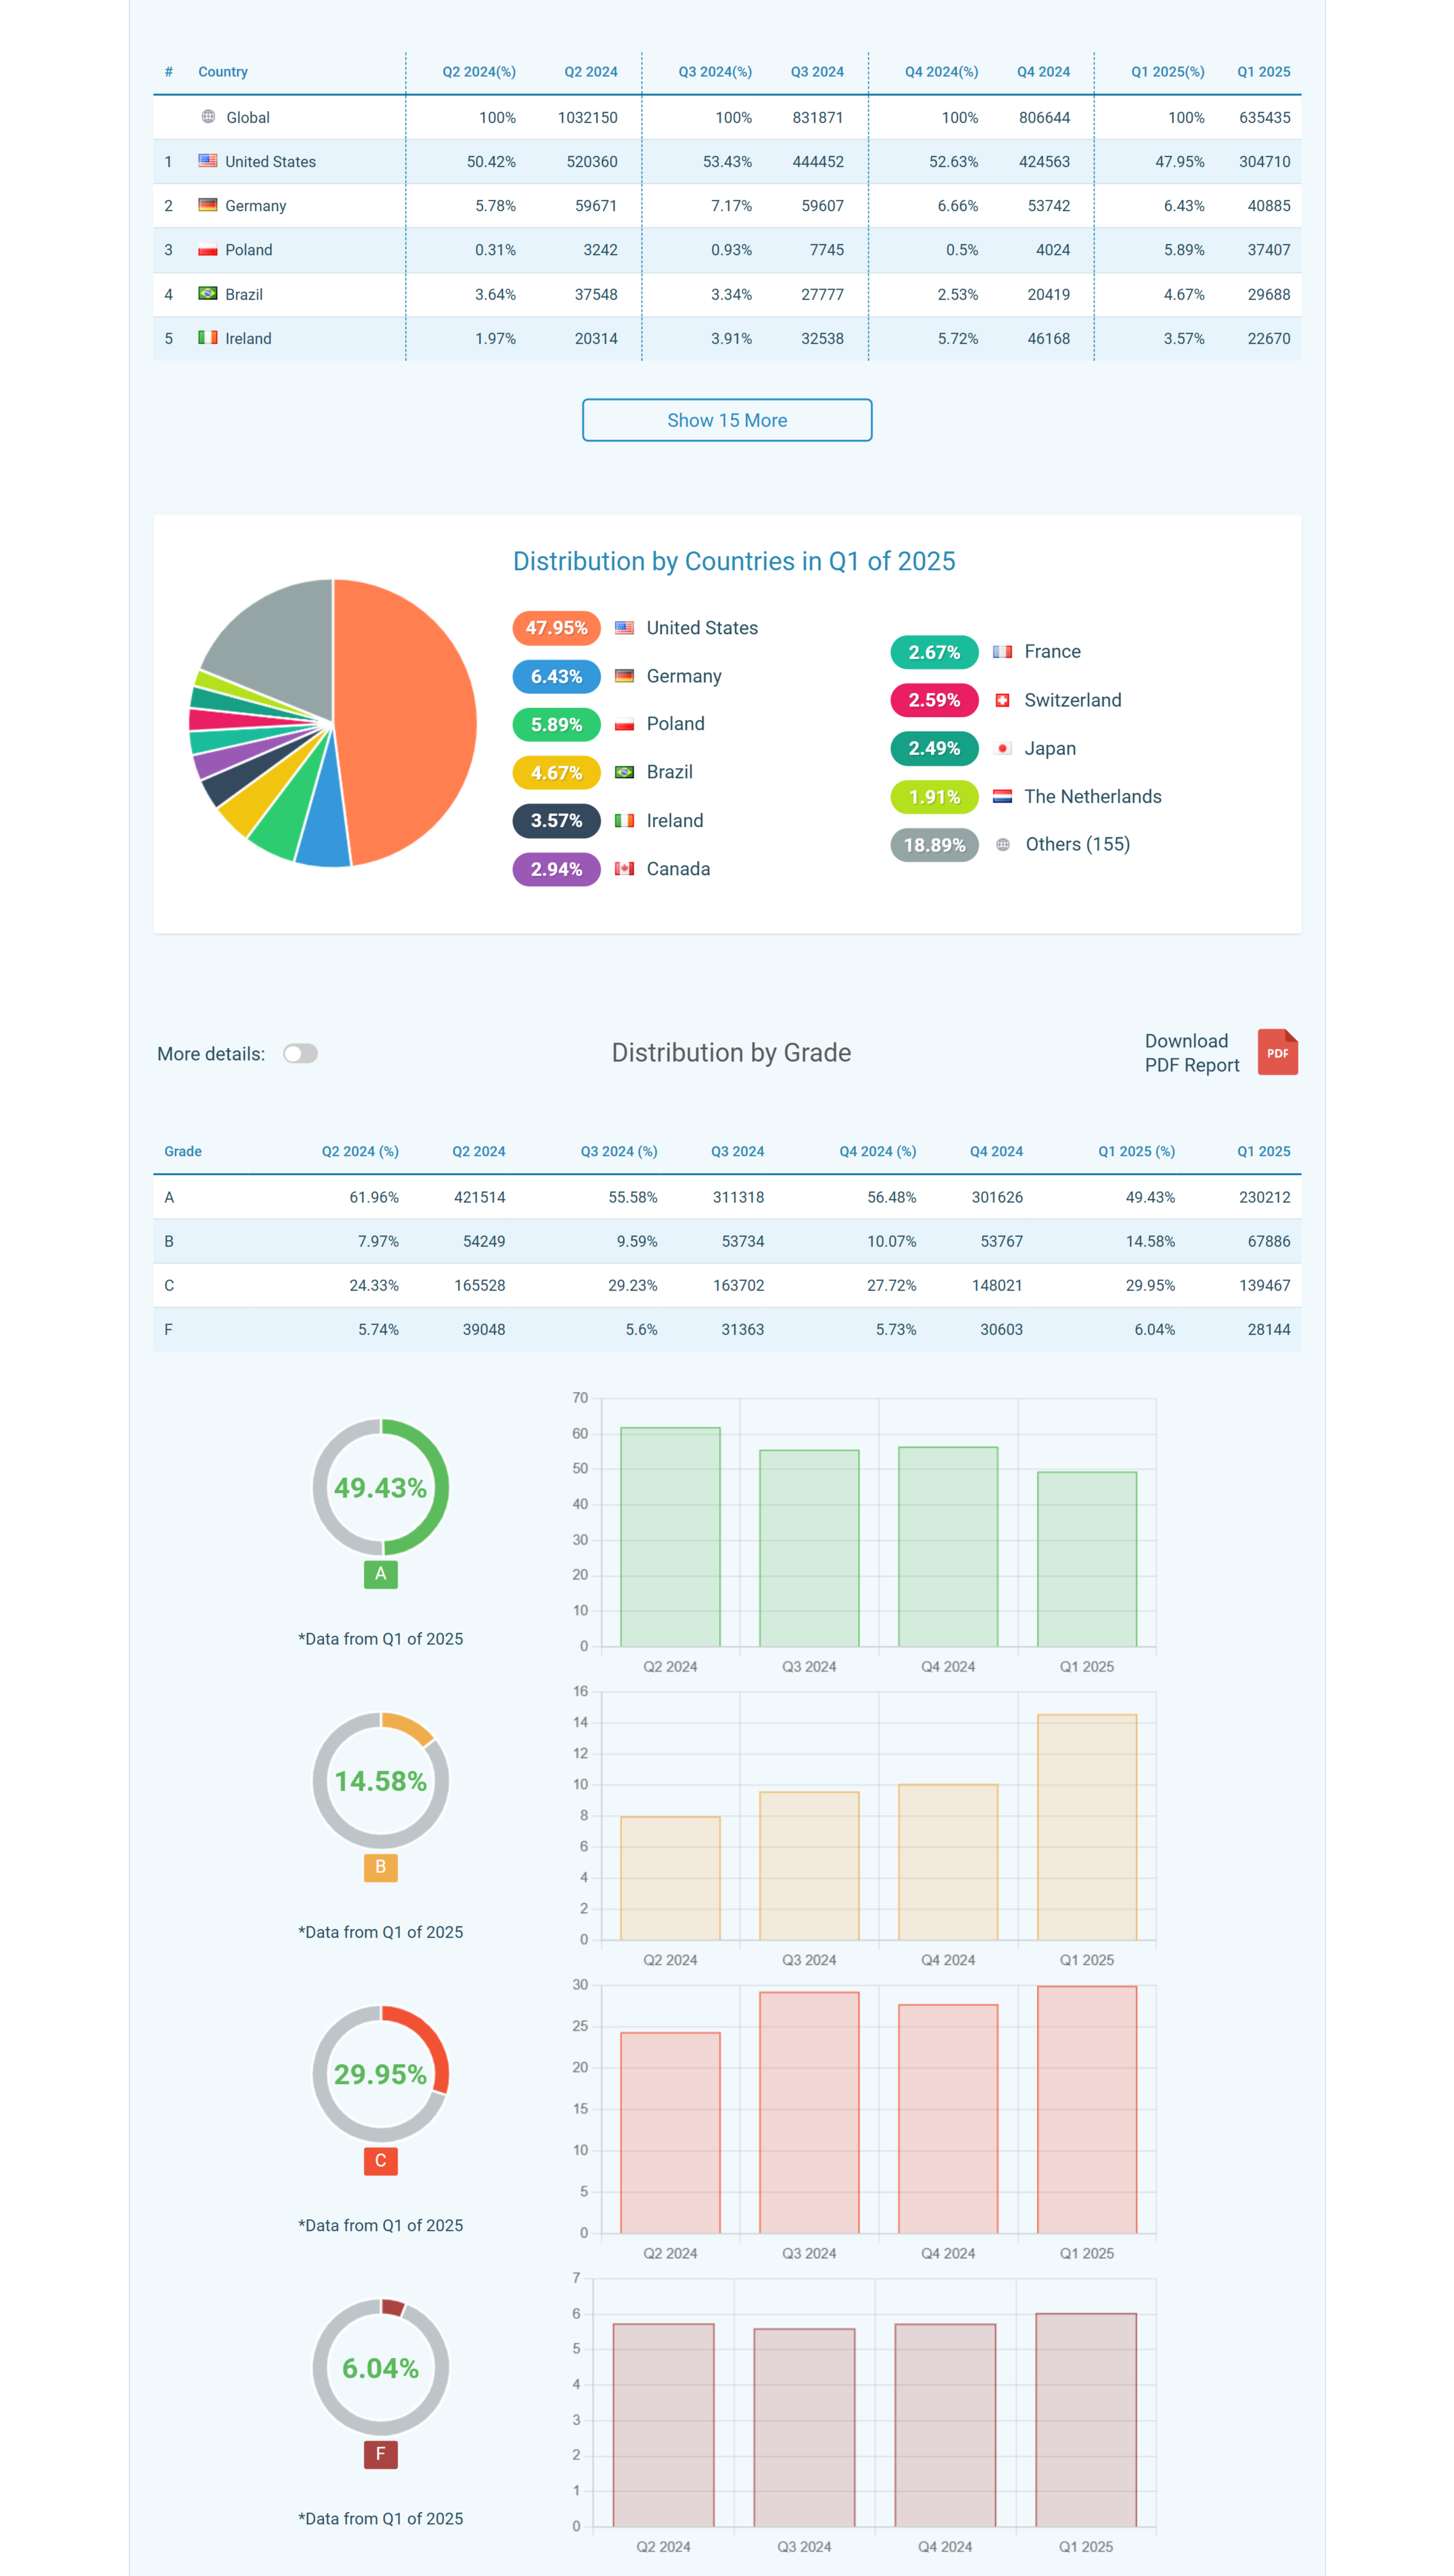 # Country Q2 2024(%) Q2 2024 Q3 2024(%) Q3 2024 Q4 2024(%) Q4 2024 Q1 2025(%) Q1 2025
Global 100% 1032150 100% 831871 100% 806644 100% 635435
1 United States 50.42% 520360 53.43% 444452 52.63% 424563 47.95% 304710
2 Germany 5.78% 59671 7.17% 59607 6.66% 53742 6.43% 40885
3 Poland 0.31% 3242 0.93% 7745 0.5% 4024 5.89% 37407
4 Brazil 3.64% 37548 3.34% 27777 2.53% 20419 4.67% 29688
5 Ireland 1.97% 20314 3.91% 32538 5.72% 46168 3.57% 22670
Show 15 More
Distribution by Countries in Q1 of 2025
47.95% United States
6.43% Germany
5.89% Poland
4.67% Brazil
3.57% Ireland
2.94% Canada
2.67% France
2.59% Switzerland
2.49% Japan
1.91% The Netherlands
18.89% Others (155)
More details:
Distribution by Grade
Download
PDF Report
PDF
Grade Q2 2024 (%) Q2 2024 Q3 2024 (%) Q3 2024 Q4 2024 (%) Q4 2024 Q1 2025 (%) Q1 2025
A 61.96% 421514 55.58% 311318 56.48% 301626 49.43% 230212
B 7.97% 54249 9.59% 53734 10.07% 53767 14.58% 67886
C 24.33% 165528 29.23% 163702 27.72% 148021 29.95% 139467
F 5.74% 39048 5.6% 31363 5.73% 30603 6.04% 28144
49.43%
A
*Data from Q1 of 2025
70
60
50
40
30
20
10
0
Q2 2024 Q3 2024 Q4 2024 Q1 2025
14.58%
B
*Data from Q1 of 2025
16
14
12
10
8
6
4
2
0
Q2 2024 Q3 2024 Q4 2024 Q1 2025
29.95%
C
*Data from Q1 of 2025
30
25
20
15
10
5
0
Q2 2024 Q3 2024 Q4 2024 Q1 2025
6.04%
F
*Data from Q1 of 2025
7
6
5
4
3
2
1
0
Q2 2024 Q3 2024 Q4 2024 Q1 2025